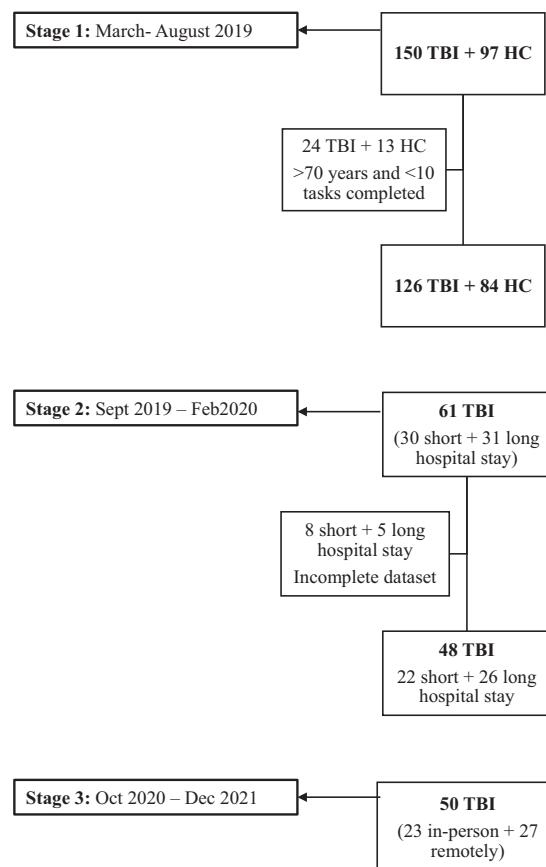 Stage 1: March- August 2019
150 TBI + 97 HC
24 TBI + 13 HC
>70 years and <10
tasks completed
126 TBI + 84 HC
Stage 2: Sept 2019 – Feb2020
61 TBI
(30 short + 31 long
hospital stay)
8 short + 5 long
hospital stay
Incomplete dataset
48 TBI
22 short + 26 long
hospital stay
Stage 3: Oct 2020 – Dec 2021
50 TBI
(23 in-person + 27
remotely)